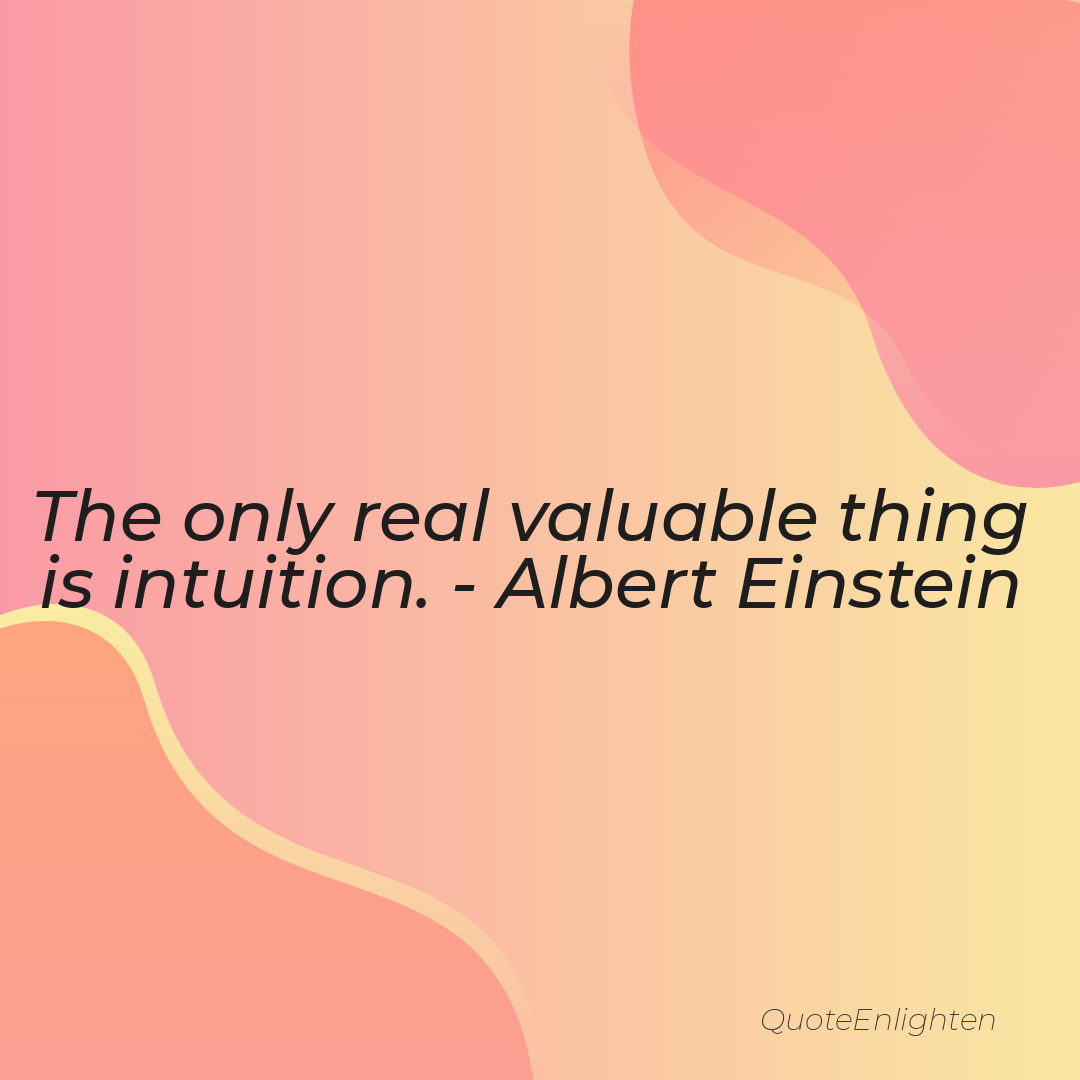 The only real valuable thing
is intuition. - Albert Einstein
QuoteEnlighten